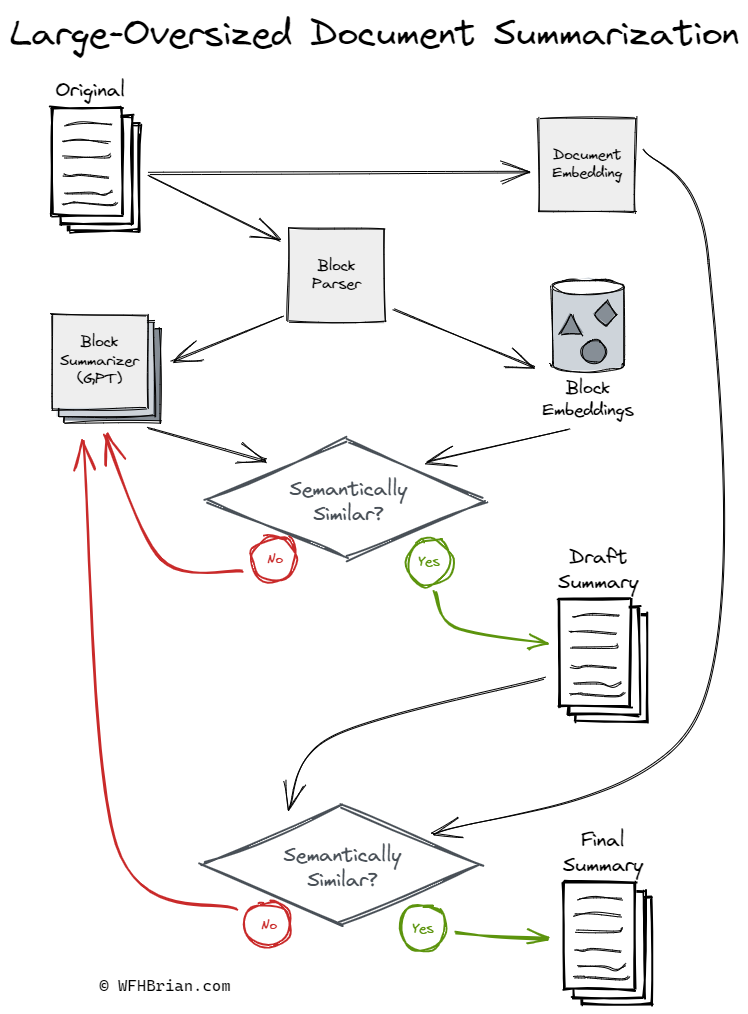 Large-Oversized Document Summarization
Original
Document
Embedding
Block
Parser
Block
Summarizer
(GPT)
Block
Embeddings
Semantically
Similar?
No
Yes
Draft
Summary
Semantically
Similar?
Final
Summary
No
Yes
© WFHBrian.com